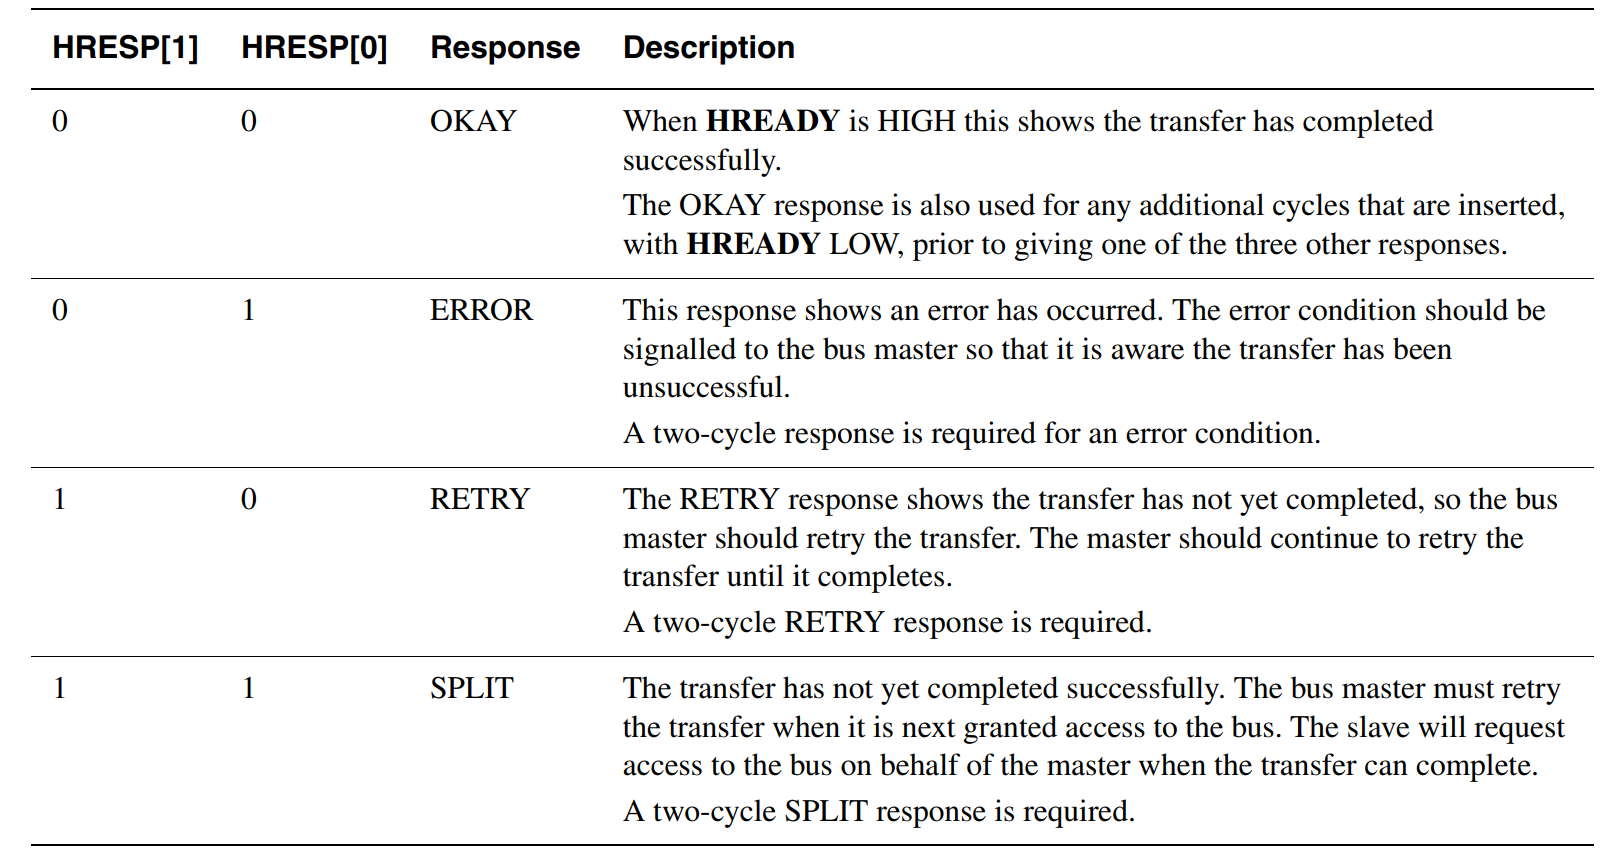 HRESP[1] HRESP[0] Response Description
0 0 OKAY When HREADY is HIGH this shows the transfer has completed
successfully.
The OKAY response is also used for any additional cycles that are inserted,
with HREADY LOW, prior to giving one of the three other responses.
0 1 ERROR This response shows an error has occurred. The error condition should be
signalled to the bus master so that it is aware the transfer has been
unsuccessful.
A two-cycle response is required for an error condition.
1 0 RETRY The RETRY response shows the transfer has not yet completed, so the bus
master should retry the transfer. The master should continue to retry the
transfer until it completes.
A two-cycle RETRY response is required.
1 1 SPLIT The transfer has not yet completed successfully. The bus master must retry
the transfer when it is next granted access to the bus. The slave will request
access to the bus on behalf of the master when the transfer can complete.
A two-cycle SPLIT response is required.